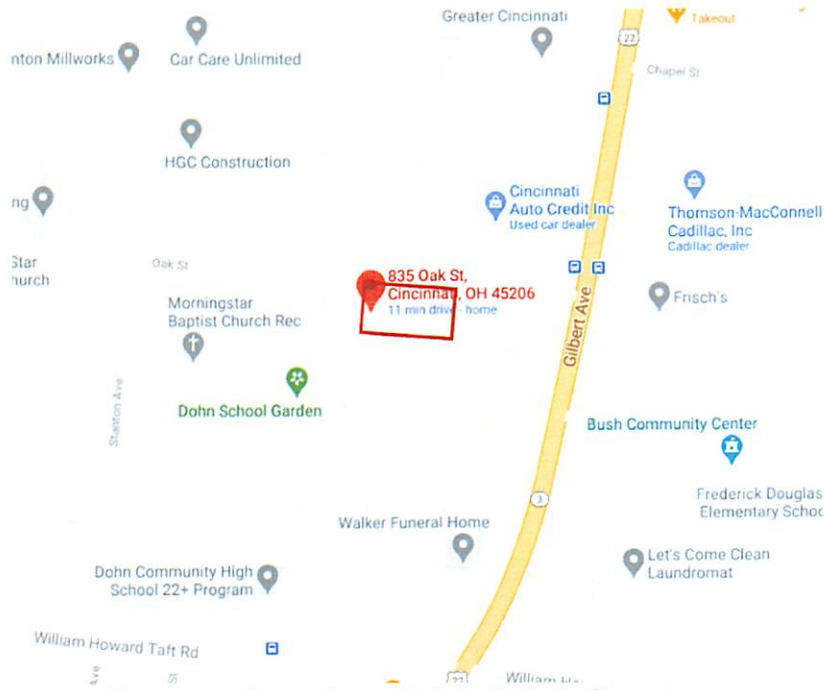 Greater Cincinnati
Takeout
22
nton Millworks
Car Care Unlimited
Chapel St
HGC Construction
ng
Cincinnati
Auto Credit Inc
Used car dealer
Thomson-MacConnell
Cadillac, Inc
Cadillac dealer
Star
hurch
Oak St
835 Oak St,
Cincinnati, OH 45206
11 min drive - home
Morningstar
Baptist Church Rec
Frisch's
Gilbert Ave
Dohn School Garden
Stanton Ave
Bush Community Center
3
Frederick Douglas
Elementary Schoo
Walker Funeral Home
Let's Come Clean
Laundromat
Dohn Community High
School 22+ Program
William Howard Taft Rd
Ave
St
22
William